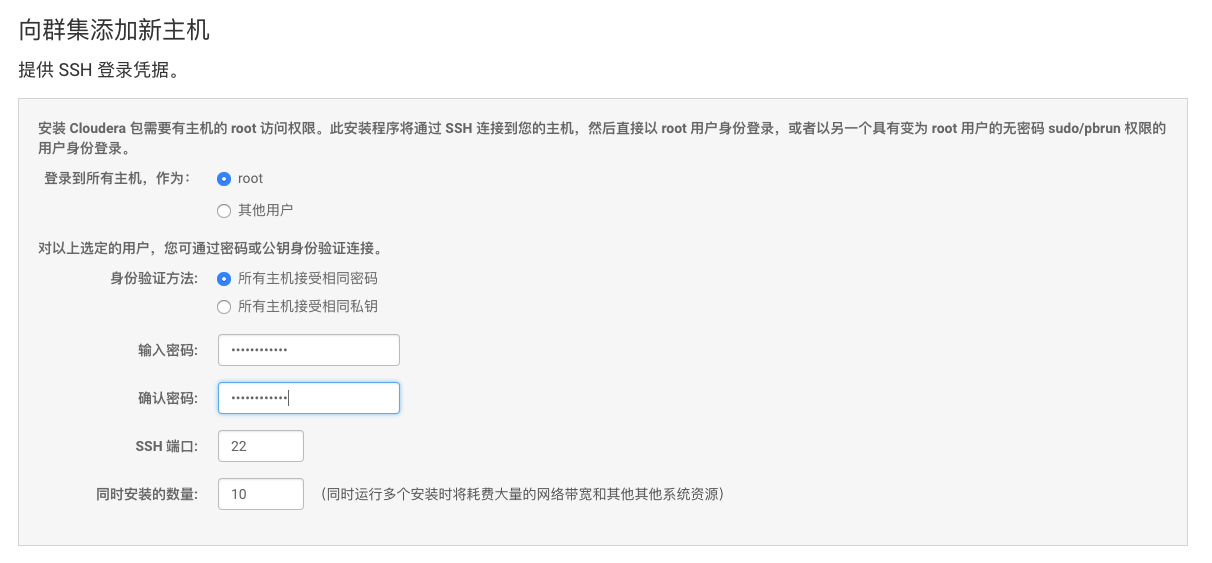 向群集添加新主机
提供 SSH 登录凭据。
安装 Cloudera 包需要有主机的 root 访问权限。此安装程序将通过 SSH 连接到您的主机，然后直接以 root 用户身份登录，或者以另一个具有变为 root 用户的无密码 sudo/pbrun 权限的
用户身份登录。
登录到所有主机，作为：
root
其他用户
对以上选定的用户，您可通过密码或公钥身份验证连接。
身份验证方法:
所有主机接受相同密码
所有主机接受相同私钥
输入密码: ••••••••••••
确认密码: ••••••••••••
SSH 端口: 22
同时安装的数量: 10 （同时运行多个安装时将耗费大量的网络带宽和其他其他系统资源）